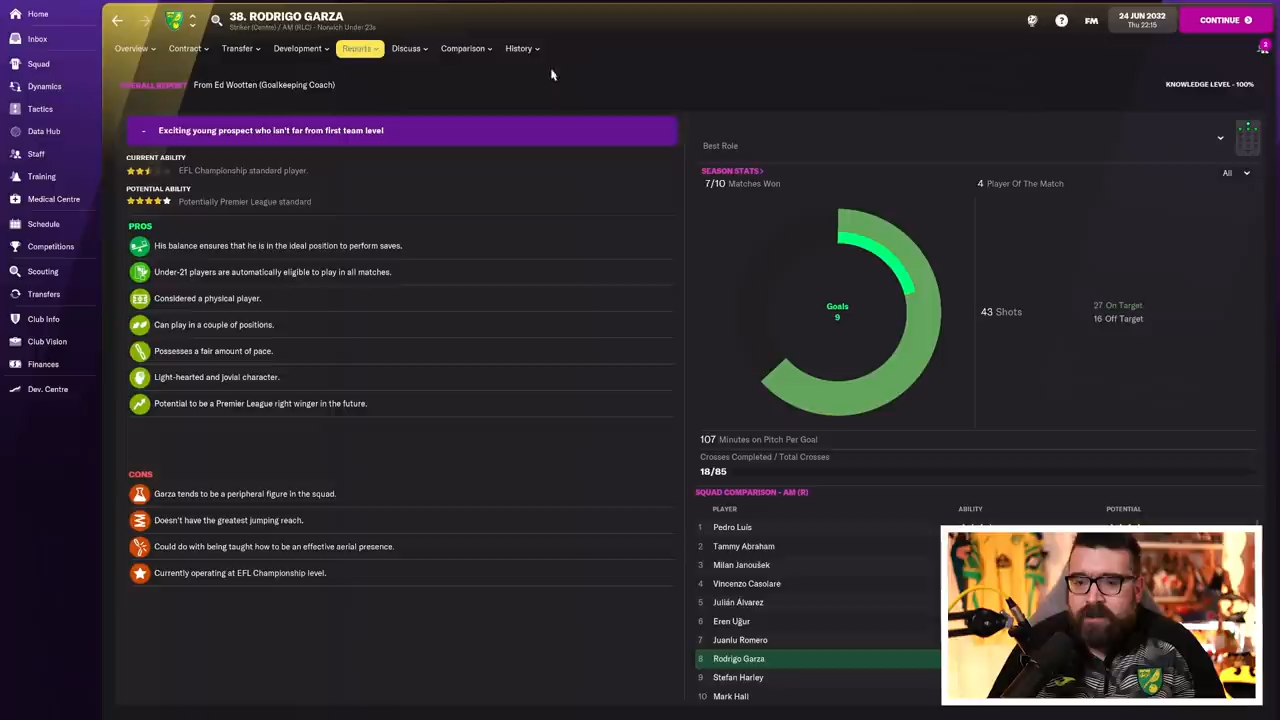 Home
Inbox
Squad
Dynamics
Tactics
Data Hub
Staff
Training
Medical Centre
Schedule
Competitions
Scouting
Transfers
Club Info
Club Vision
Finances
Dev. Centre
38. RODRIGO GARZA
Striker (Centre) / AM (RLC) - Norwich Under 23s
FM
24 JUN 2032
Thu 22:15
CONTINUE
Overview
Contract
Transfer
Development
Reports
Discuss
Comparison
History
2
OVERALL REPORT
From Ed Wootten (Goalkeeping Coach)
KNOWLEDGE LEVEL - 100%
- Exciting young prospect who isn't far from first team level
CURRENT ABILITY
EFL Championship standard player.
POTENTIAL ABILITY
Potentially Premier League standard
PROS
His balance ensures that he is in the ideal position to perform saves.
Under-21 players are automatically eligible to play in all matches.
Considered a physical player.
Can play in a couple of positions.
Possesses a fair amount of pace.
Light-hearted and jovial character.
Potential to be a Premier League right winger in the future.
CONS
Garza tends to be a peripheral figure in the squad.
Doesn't have the greatest jumping reach.
Could do with being taught how to be an effective aerial presence.
Currently operating at EFL Championship level.
Best Role
SEASON STATS >
All
7/10 Matches Won
4 Player Of The Match
Goals
9
43 Shots
27 On Target
16 Off Target
107 Minutes on Pitch Per Goal
Crosses Completed / Total Crosses
18/85
SQUAD COMPARISON - AM (R)
PLAYER ABILITY POTENTIAL
1 Pedro Luís
2 Tammy Abraham
3 Milan Janoušek
4 Vincenzo Casolare
5 Julián Álvarez
6 Eren Uğur
7 Juanlu Romero
8 Rodrigo Garza
9 Stefan Harley
10 Mark Hall